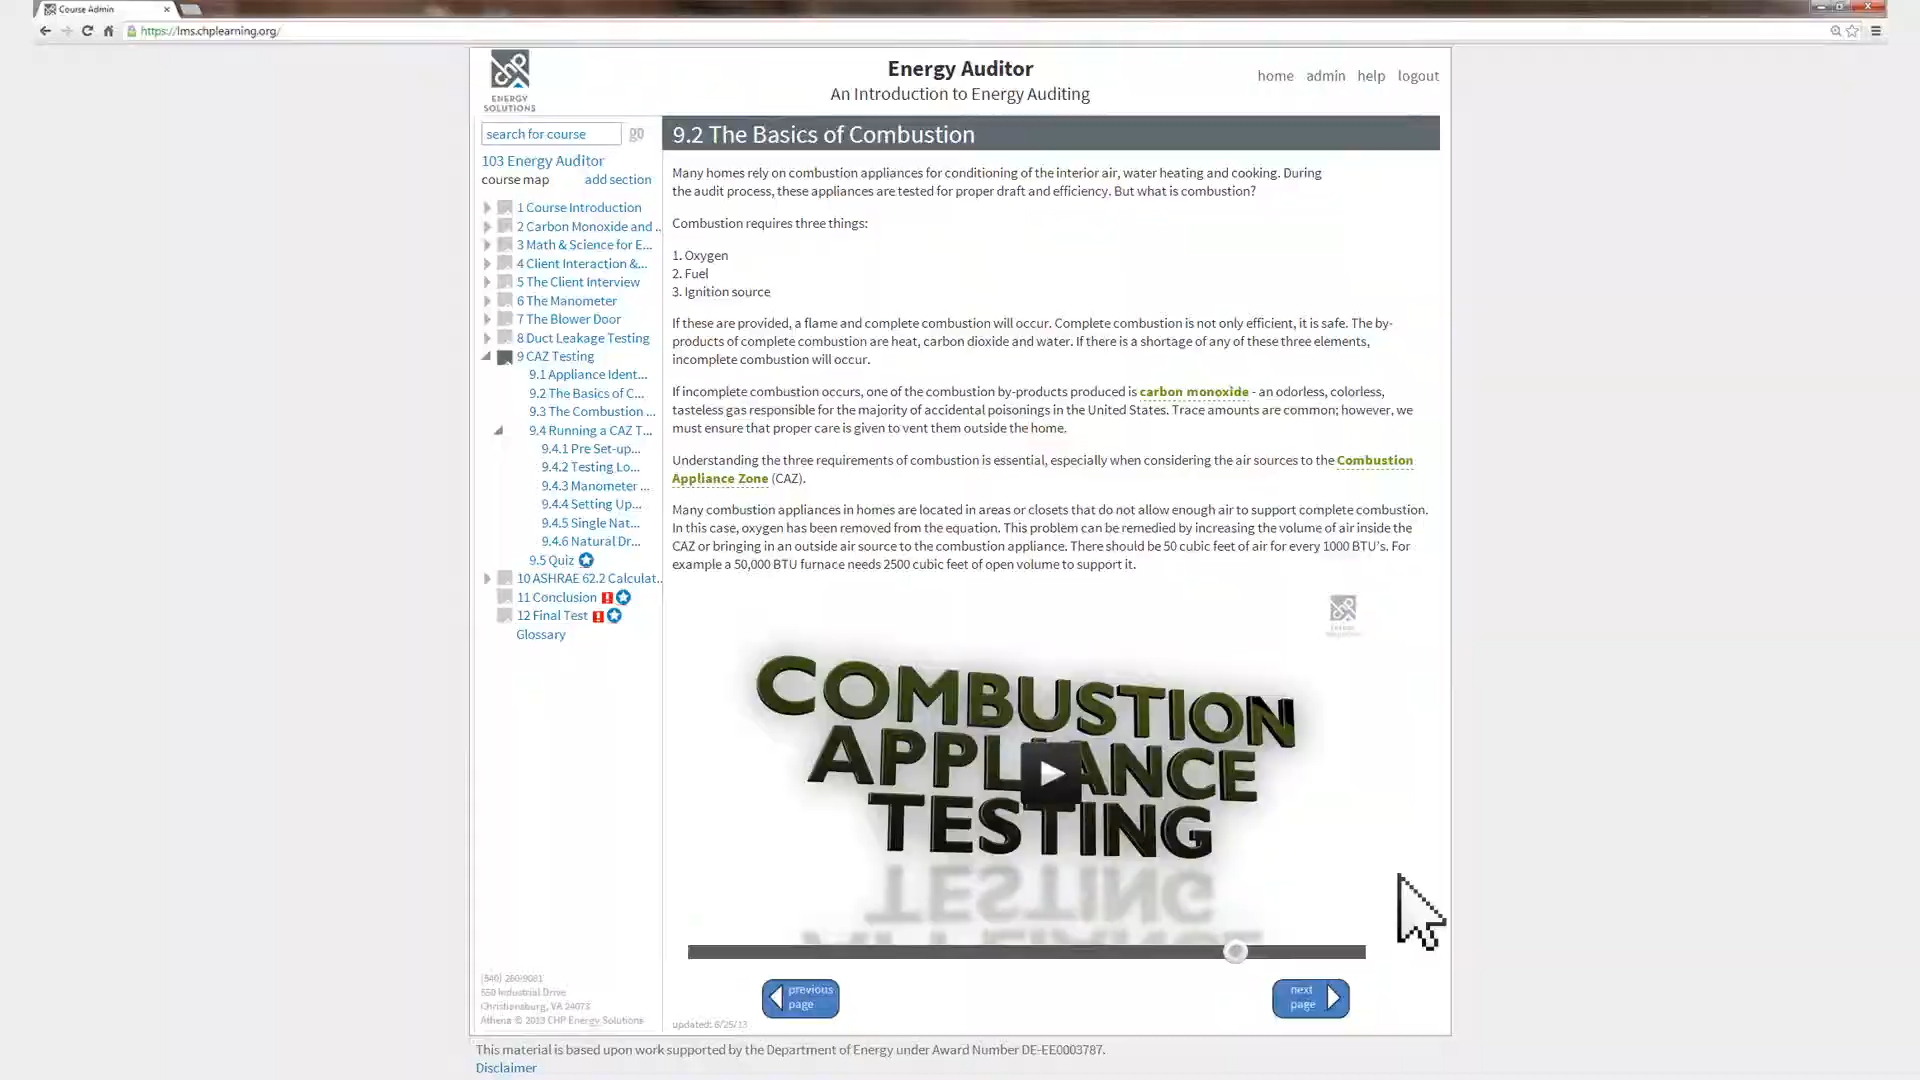 Course Admin
https://lms.chplearning.org/
chp
ENERGY
SOLUTIONS
Energy Auditor
An Introduction to Energy Auditing
home admin help logout
search for course go
103 Energy Auditor
course map add section
1 Course Introduction
2 Carbon Monoxide and ..
3 Math & Science for E...
4 Client Interaction &...
5 The Client Interview
6 The Manometer
7 The Blower Door
8 Duct Leakage Testing
9 CAZ Testing
9.1 Appliance Ident...
9.2 The Basics of C...
9.3 The Combustion ...
9.4 Running a CAZ T...
9.4.1 Pre Set-up...
9.4.2 Testing Lo...
9.4.3 Manometer ...
9.4.4 Setting Up...
9.4.5 Single Nat...
9.4.6 Natural Dr...
9.5 Quiz
10 ASHRAE 62.2 Calculat..
11 Conclusion
12 Final Test
Glossary
9.2 The Basics of Combustion
Many homes rely on combustion appliances for conditioning of the interior air, water heating and cooking. During
the audit process, these appliances are tested for proper draft and efficiency. But what is combustion?
Combustion requires three things:
1. Oxygen
2. Fuel
3. Ignition source
If these are provided, a flame and complete combustion will occur. Complete combustion is not only efficient, it is safe. The by-
products of complete combustion are heat, carbon dioxide and water. If there is a shortage of any of these three elements,
incomplete combustion will occur.
If incomplete combustion occurs, one of the combustion by-products produced is carbon monoxide - an odorless, colorless,
tasteless gas responsible for the majority of accidental poisonings in the United States. Trace amounts are common; however, we
must ensure that proper care is given to vent them outside the home.
Understanding the three requirements of combustion is essential, especially when considering the air sources to the Combustion
Appliance Zone (CAZ).
Many combustion appliances in homes are located in areas or closets that do not allow enough air to support complete combustion.
In this case, oxygen has been removed from the equation. This problem can be remedied by increasing the volume of air inside the
CAZ or bringing in an outside air source to the combustion appliance. There should be 50 cubic feet of air for every 1000 BTU's. For
example a 50,000 BTU furnace needs 2500 cubic feet of open volume to support it.
COMBUSTION
APPLIANCE
TESTING
previous
page
next
page
Industrial Drive
Christiansburg, VA 24073
Athena © 2013 CHP Energy Solutions
updated: 6/25/13
This material is based upon work supported by the Department of Energy under Award Number DE-EE0003787.
Disclaimer